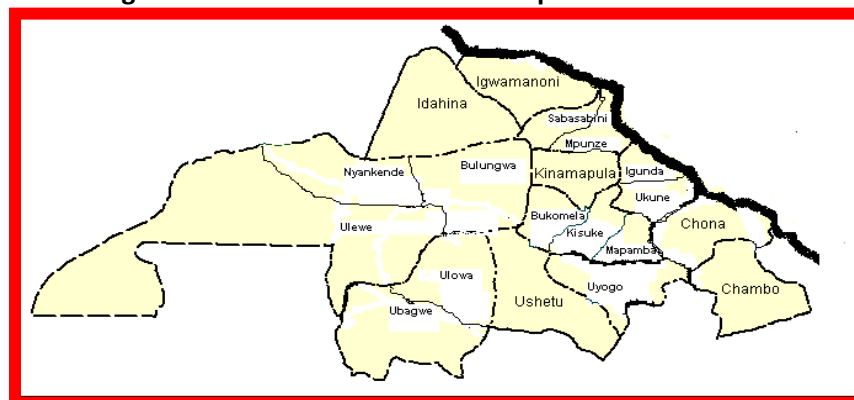 Igwamanoni
Idahina
Sabasabini
Mpunze
Bulungwa
Nyankende
Kinamapula
Igunda
Ukune
Bukomela
Chona
Ulewe
Kisuke
Mapamba
Ulowa
Uyogo
Chambo
Ushetu
Ubagwe